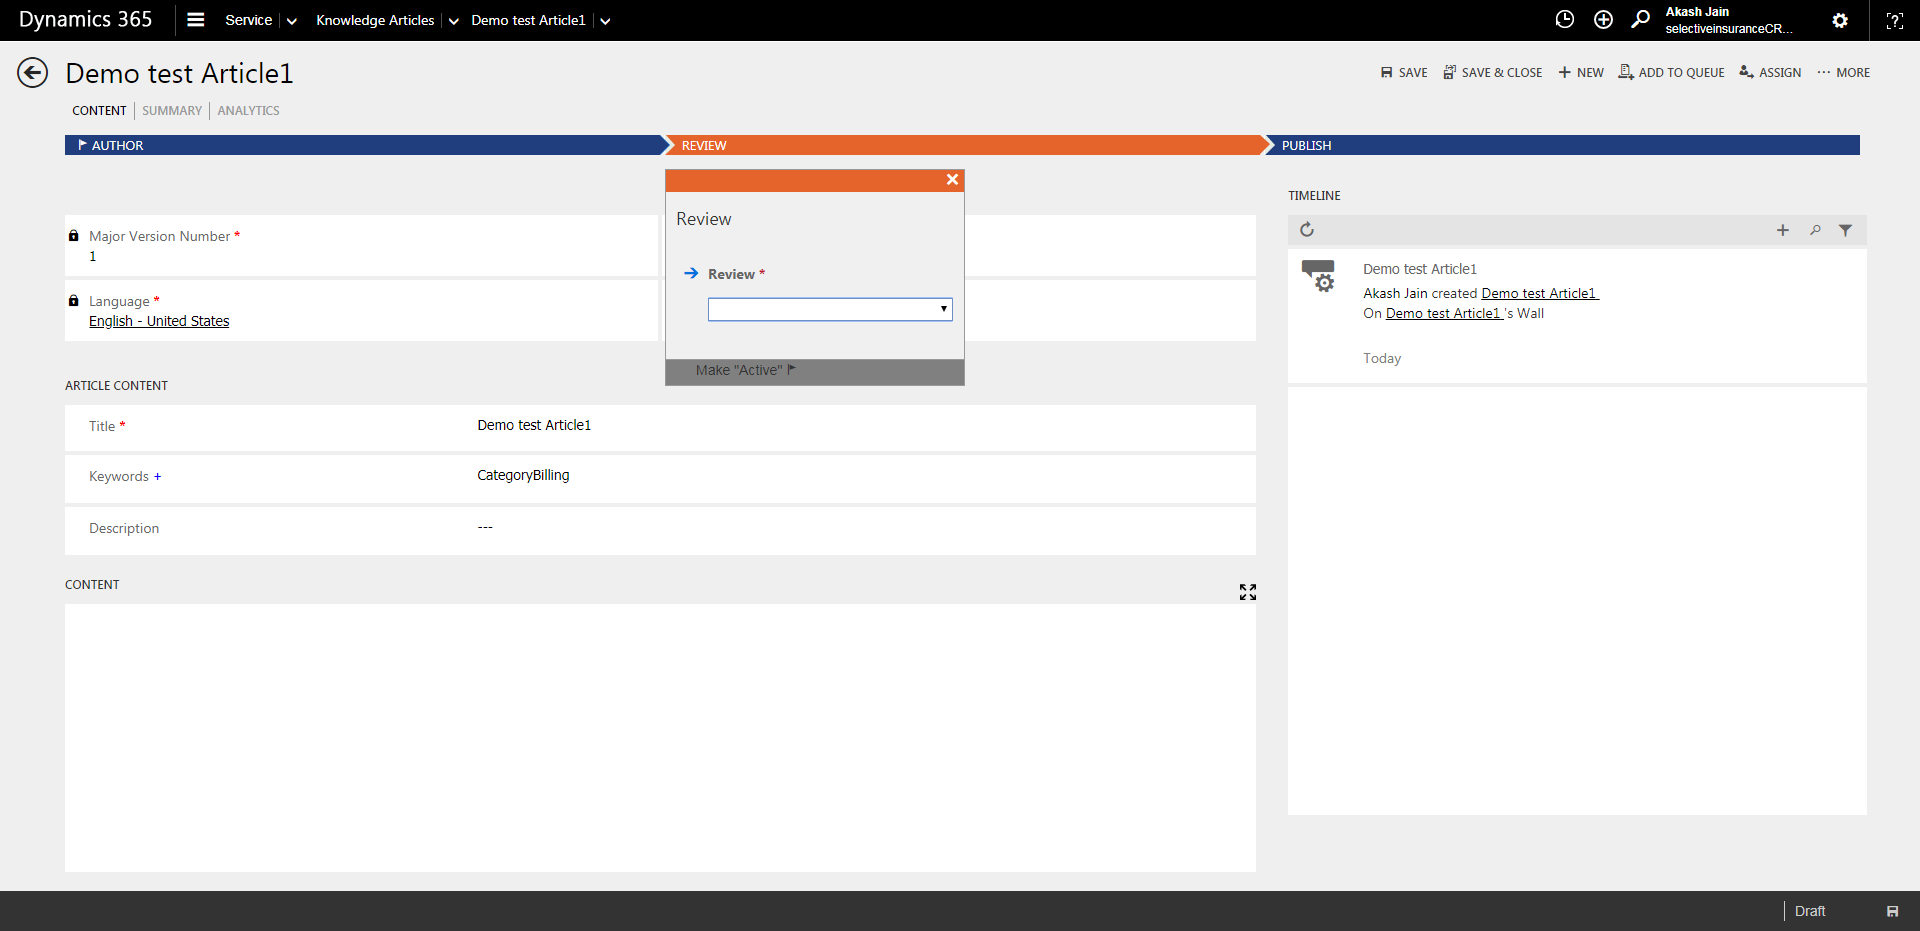 Dynamics 365 Service Knowledge Articles Demo test Article1
Akash Jain
selectiveinsuranceCR...
Demo test Article1
SAVE SAVE & CLOSE + NEW ADD TO QUEUE ASSIGN ··· MORE
CONTENT SUMMARY ANALYTICS
AUTHOR REVIEW PUBLISH
Review
Review *
Make "Active"
Major Version Number *
1
Language *
English - United States
ARTICLE CONTENT
Title * Demo test Article1
Keywords + CategoryBilling
Description ---
CONTENT
TIMELINE
Demo test Article1
Akash Jain created Demo test Article1
On Demo test Article1 's Wall
Today
Draft